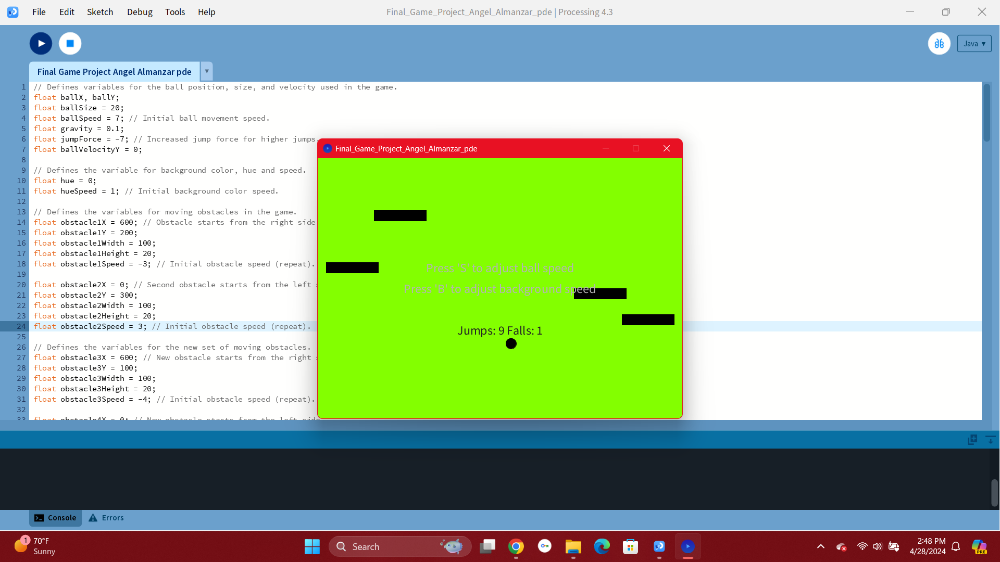 File Edit Sketch Debug Tools Help
Final_Game_Project_Angel_Almanzar_pde | Processing 4.3
Java ▾
Final Game Project Angel Almanzar pde
1 // Defines variables for the ball position, size, and velocity used in the game.
2 float ballX, ballY;
3 float ballSize = 20;
4 float ballSpeed = 7; // Initial ball movement speed.
5 float gravity = 0.1;
6 float jumpForce = -7; // Increased jump force for higher jumps.
7 float ballVelocityY = 0;
8
9 // Defines the variable for background color, hue and speed.
10 float hue = 0;
11 float hueSpeed = 1; // Initial background color speed.
12
13 // Defines the variables for moving obstacles in the game.
14 float obstacle1X = 600; // Obstacle starts from the right side
15 float obstacle1Y = 200;
16 float obstacle1Width = 100;
17 float obstacle1Height = 20;
18 float obstacle1Speed = -3; // Initial obstacle speed (repeat).
19
20 float obstacle2X = 0; // Second obstacle starts from the left
21 float obstacle2Y = 300;
22 float obstacle2Width = 100;
23 float obstacle2Height = 20;
24 float obstacle2Speed = 3; // Initial obstacle speed (repeat).
25
26 // Defines the variables for the new set of moving obstacles.
27 float obstacle3X = 600; // New obstacle starts from the right
28 float obstacle3Y = 100;
29 float obstacle3Width = 100;
30 float obstacle3Height = 20;
31 float obstacle3Speed = -4; // Initial obstacle speed (repeat).
32
33 float obstacle4X = 0; // New obstacle starts from the left side
Final_Game_Project_Angel_Almanzar_pde
Press 'S' to adjust ball speed
Press 'B' to adjust background speed
Jumps: 9 Falls: 1
Console Errors
1
70°F
Sunny
Search
2:48 PM
4/28/2024
PRE